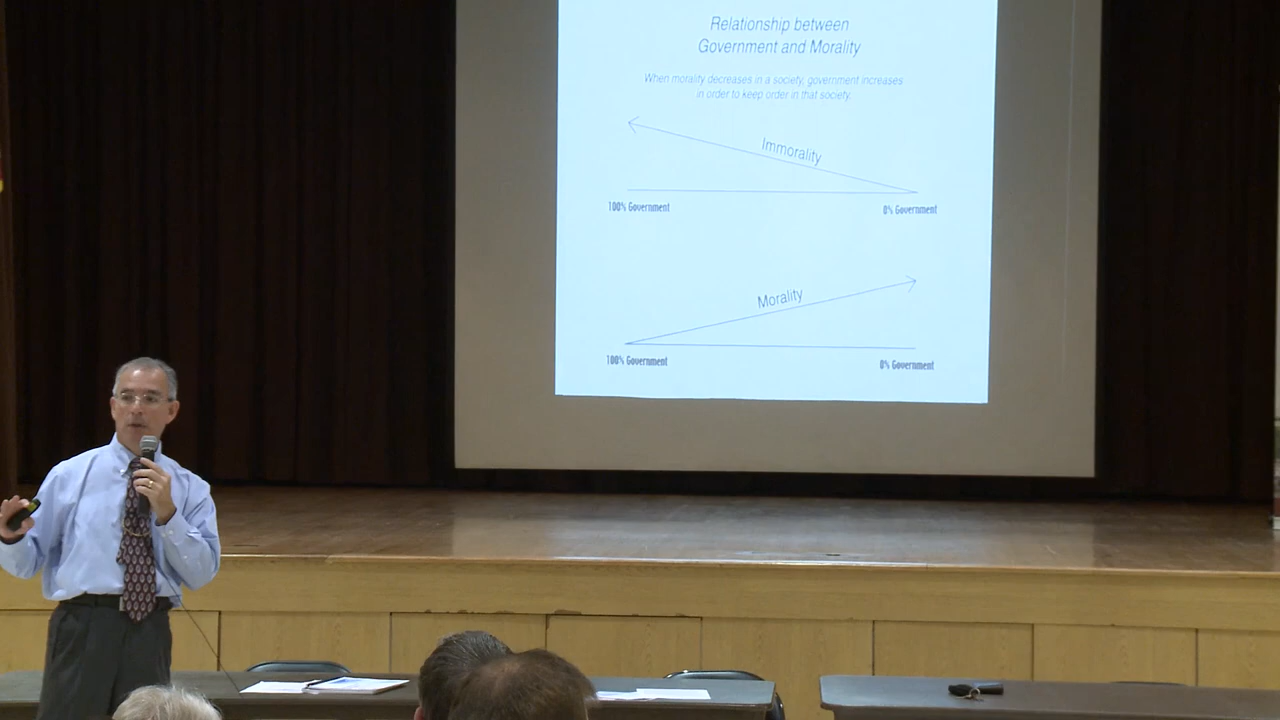 Relationship between
Government and Morality
When morality decreases in a society, government increases
in order to keep order in that society.
Immorality
100% Government
0% Government
Morality
100% Government
0% Government